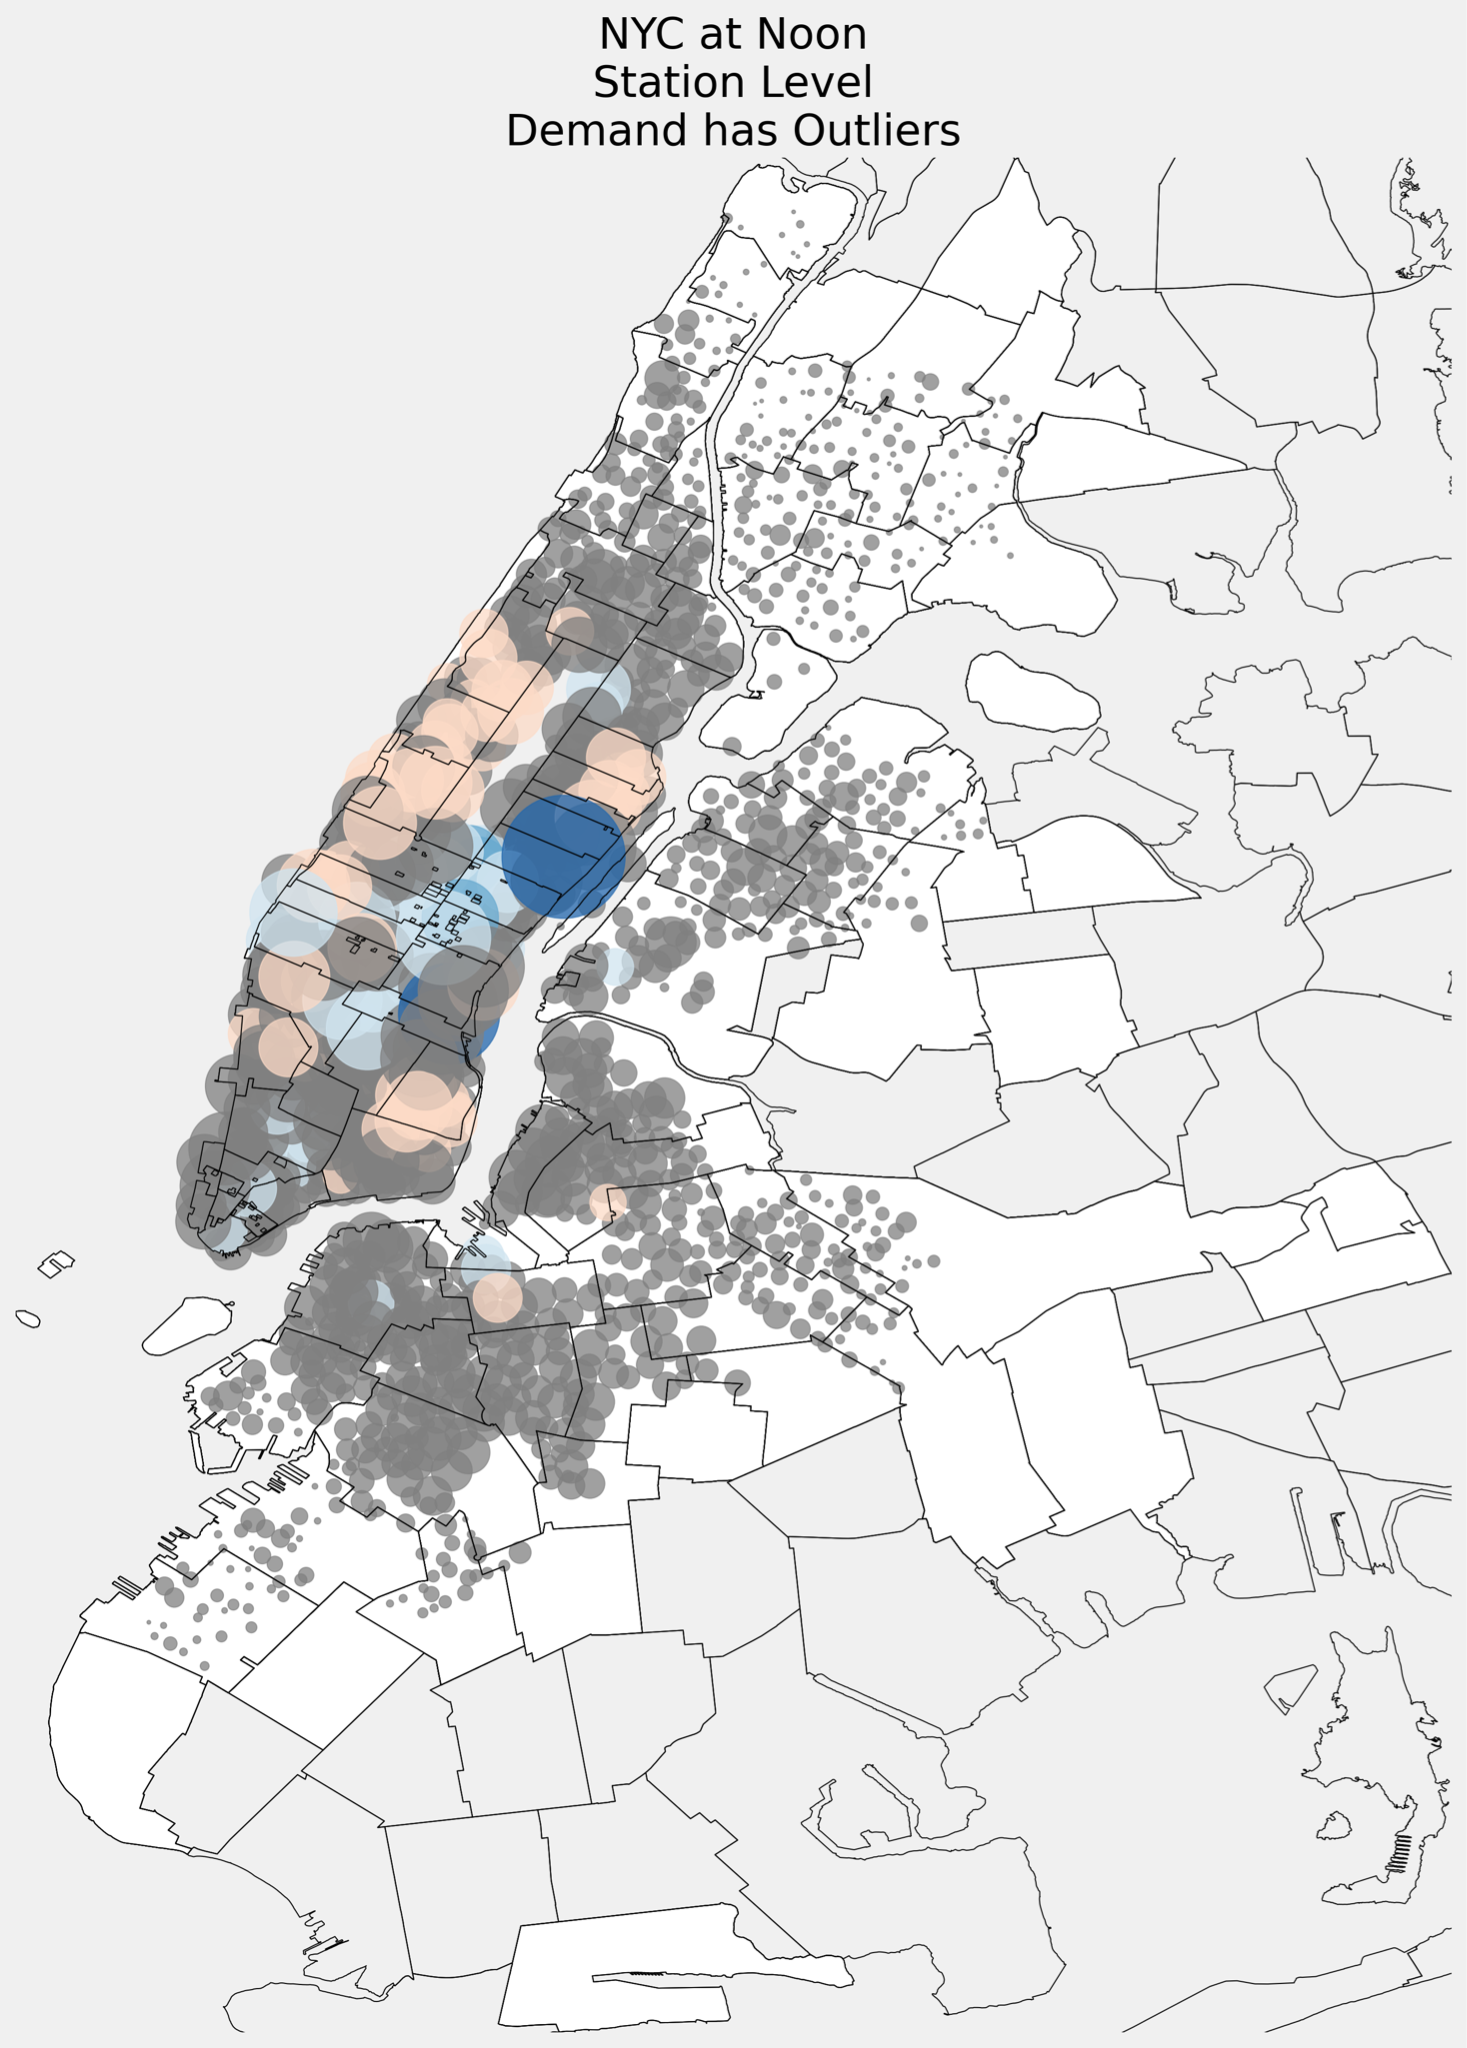 NYC at Noon
Station Level
Demand has Outliers